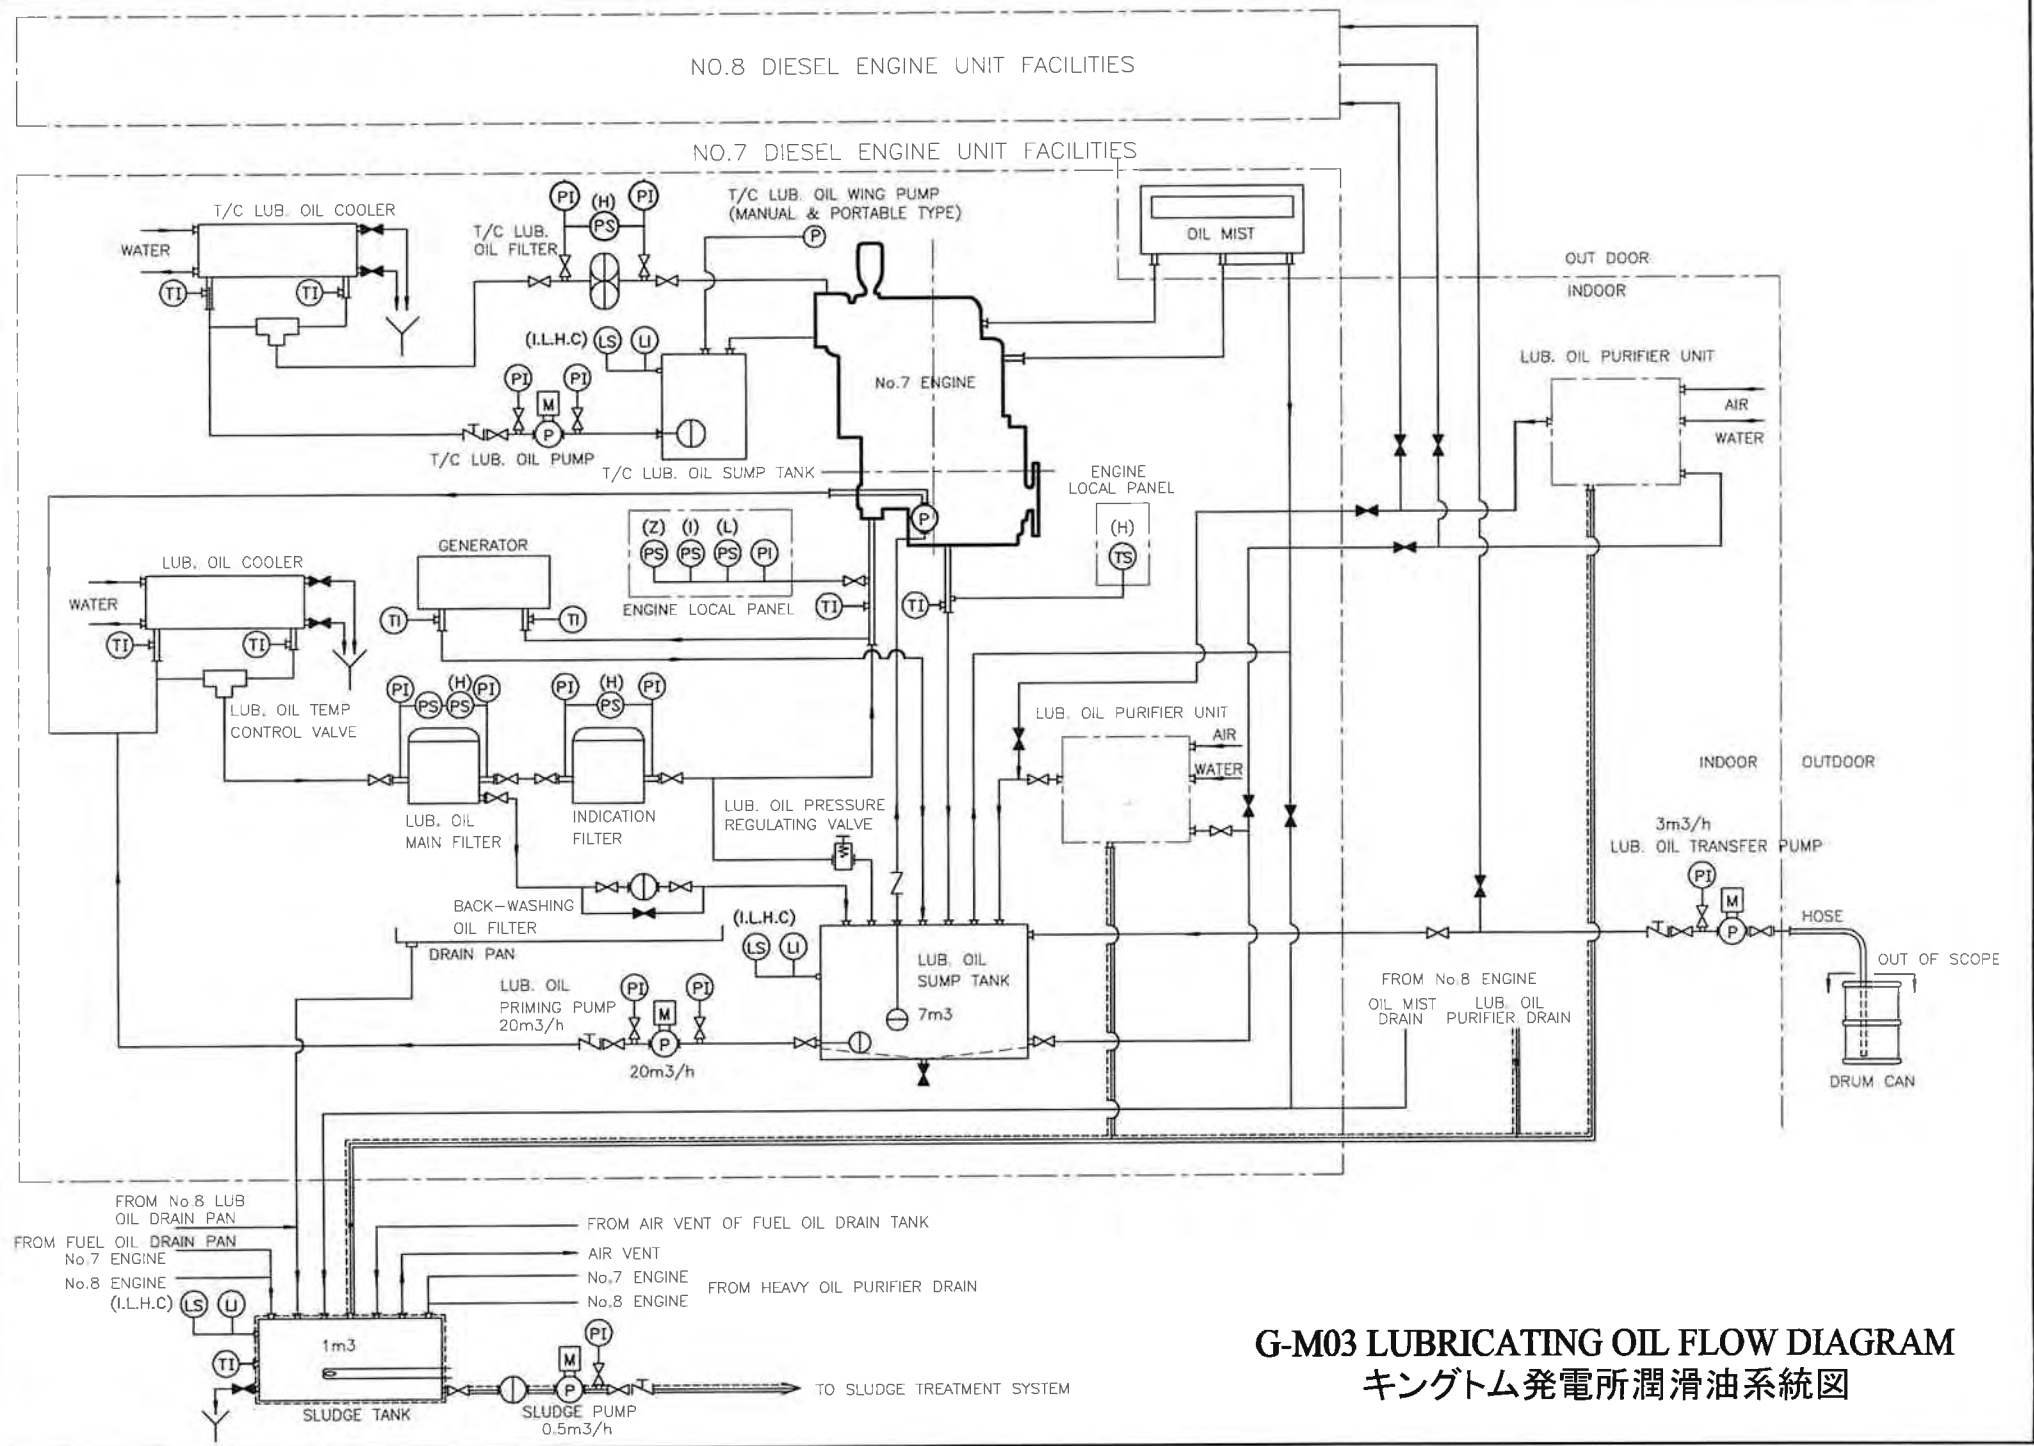 NO.8 DIESEL ENGINE UNIT FACILITIES
NO.7 DIESEL ENGINE UNIT FACILITIES
T/C LUB. OIL COOLER
WATER
TI
TI
T/C LUB.
OIL FILTER
PI
(H)
PS
PI
T/C LUB. OIL WING PUMP
(MANUAL & PORTABLE TYPE)
P
OIL MIST
OUT DOOR
INDOOR
(I.L.H.C)
LS
LI
PI
M
PI
P
T/C LUB. OIL PUMP
T/C LUB. OIL SUMP TANK
No.7 ENGINE
P
LUB. OIL PURIFIER UNIT
AIR
WATER
ENGINE
LOCAL PANEL
(H)
TS
(Z)
(I)
(L)
PS
PS
PS
PI
ENGINE LOCAL PANEL
TI
TI
GENERATOR
TI
TI
LUB. OIL COOLER
WATER
TI
TI
LUB. OIL TEMP
CONTROL VALVE
PI
PS
(H)
PS
PI
LUB. OIL
MAIN FILTER
PI
(H)
PS
PI
INDICATION
FILTER
LUB. OIL PRESSURE
REGULATING VALVE
LUB. OIL PURIFIER UNIT
AIR
WATER
INDOOR
OUTDOOR
3m3/h
LUB. OIL TRANSFER PUMP
PI
M
P
HOSE
OUT OF SCOPE
DRUM CAN
BACK-WASHING
OIL FILTER
DRAIN PAN
(I.L.H.C)
LS
LI
LUB. OIL
SUMP TANK
7m3
LUB. OIL
PRIMING PUMP
20m3/h
PI
M
PI
P
20m3/h
FROM No.8 ENGINE
OIL MIST
DRAIN
LUB. OIL
PURIFIER DRAIN
FROM No.8 LUB
OIL DRAIN PAN
FROM FUEL OIL DRAIN PAN
No.7 ENGINE
No.8 ENGINE
(I.L.H.C)
LS
LI
TI
FROM AIR VENT OF FUEL OIL DRAIN TANK
AIR VENT
No.7 ENGINE
No.8 ENGINE
FROM HEAVY OIL PURIFIER DRAIN
1m3
SLUDGE TANK
PI
M
P
SLUDGE PUMP
0.5m3/h
TO SLUDGE TREATMENT SYSTEM
G-M03 LUBRICATING OIL FLOW DIAGRAM
キングトム発電所潤滑油系統図